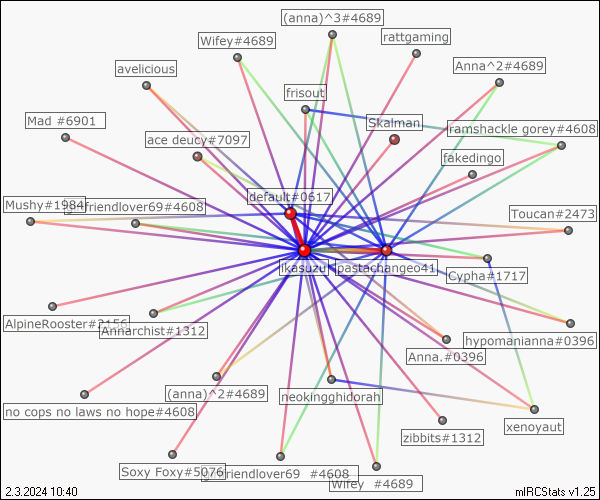 (anna)^3#4689
rattgaming
Wifey#4689
avelicious
Anna^2#4689
frisout
Mad #6901
Skalman
ramshackle gorey#4608
ace deucy#7097
fakedingo
default#0617
Mushy#1984
friendlover69#4608
Toucan#2473
Ikasuzu
pastachangeo41
Cypha#1717
AlpineRooster#2156
Annarchist#1312
hypomanianna#0396
Anna.#0396
(anna)^2#4689
neokingghidorah
no cops no laws no hope#4608
xenoyaut
zibbits#1312
Soxy Foxy#5076
friendlover69 #4608
Wifey #4689
2.3.2024 10:40
mIRCStats v1.25